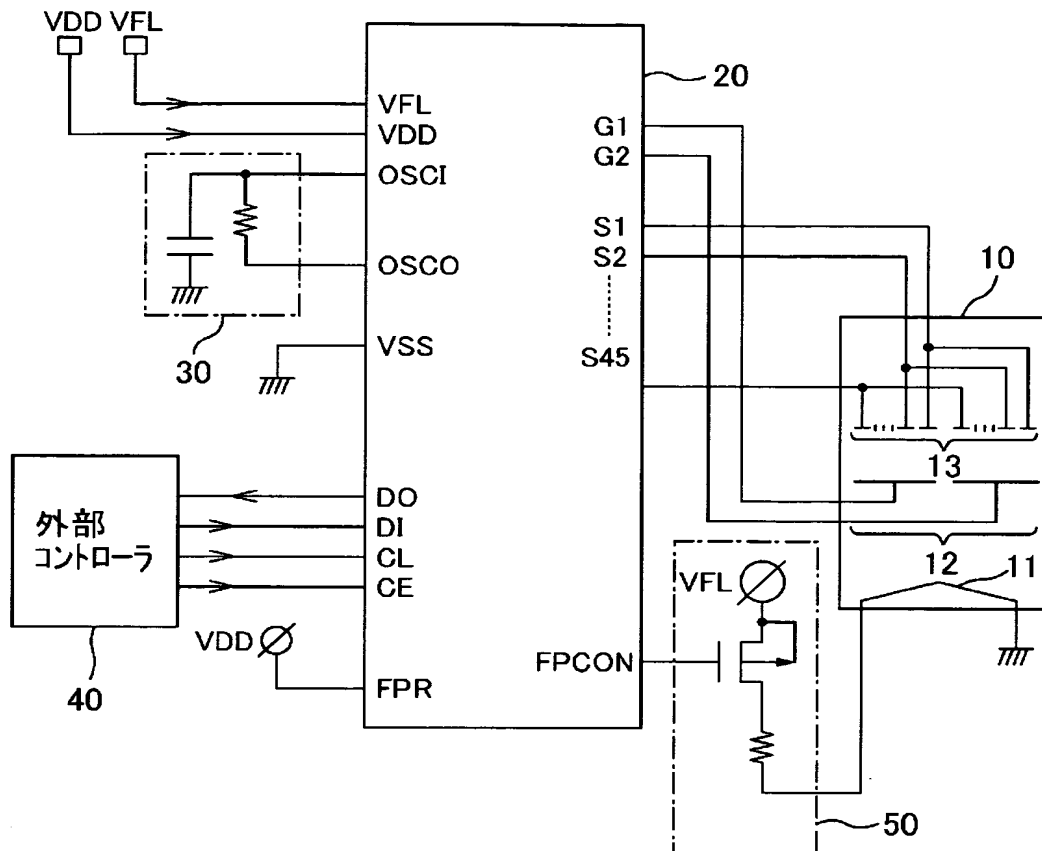 VDD VFL
20
VFL
VDD
OSCI
OSCO
VSS
30
G1
G2
S1
S2
S45
10
13
12
11
外部
コントローラ
40
DO
DI
CL
CE
VDD
FPR
FPCON
VFL
50